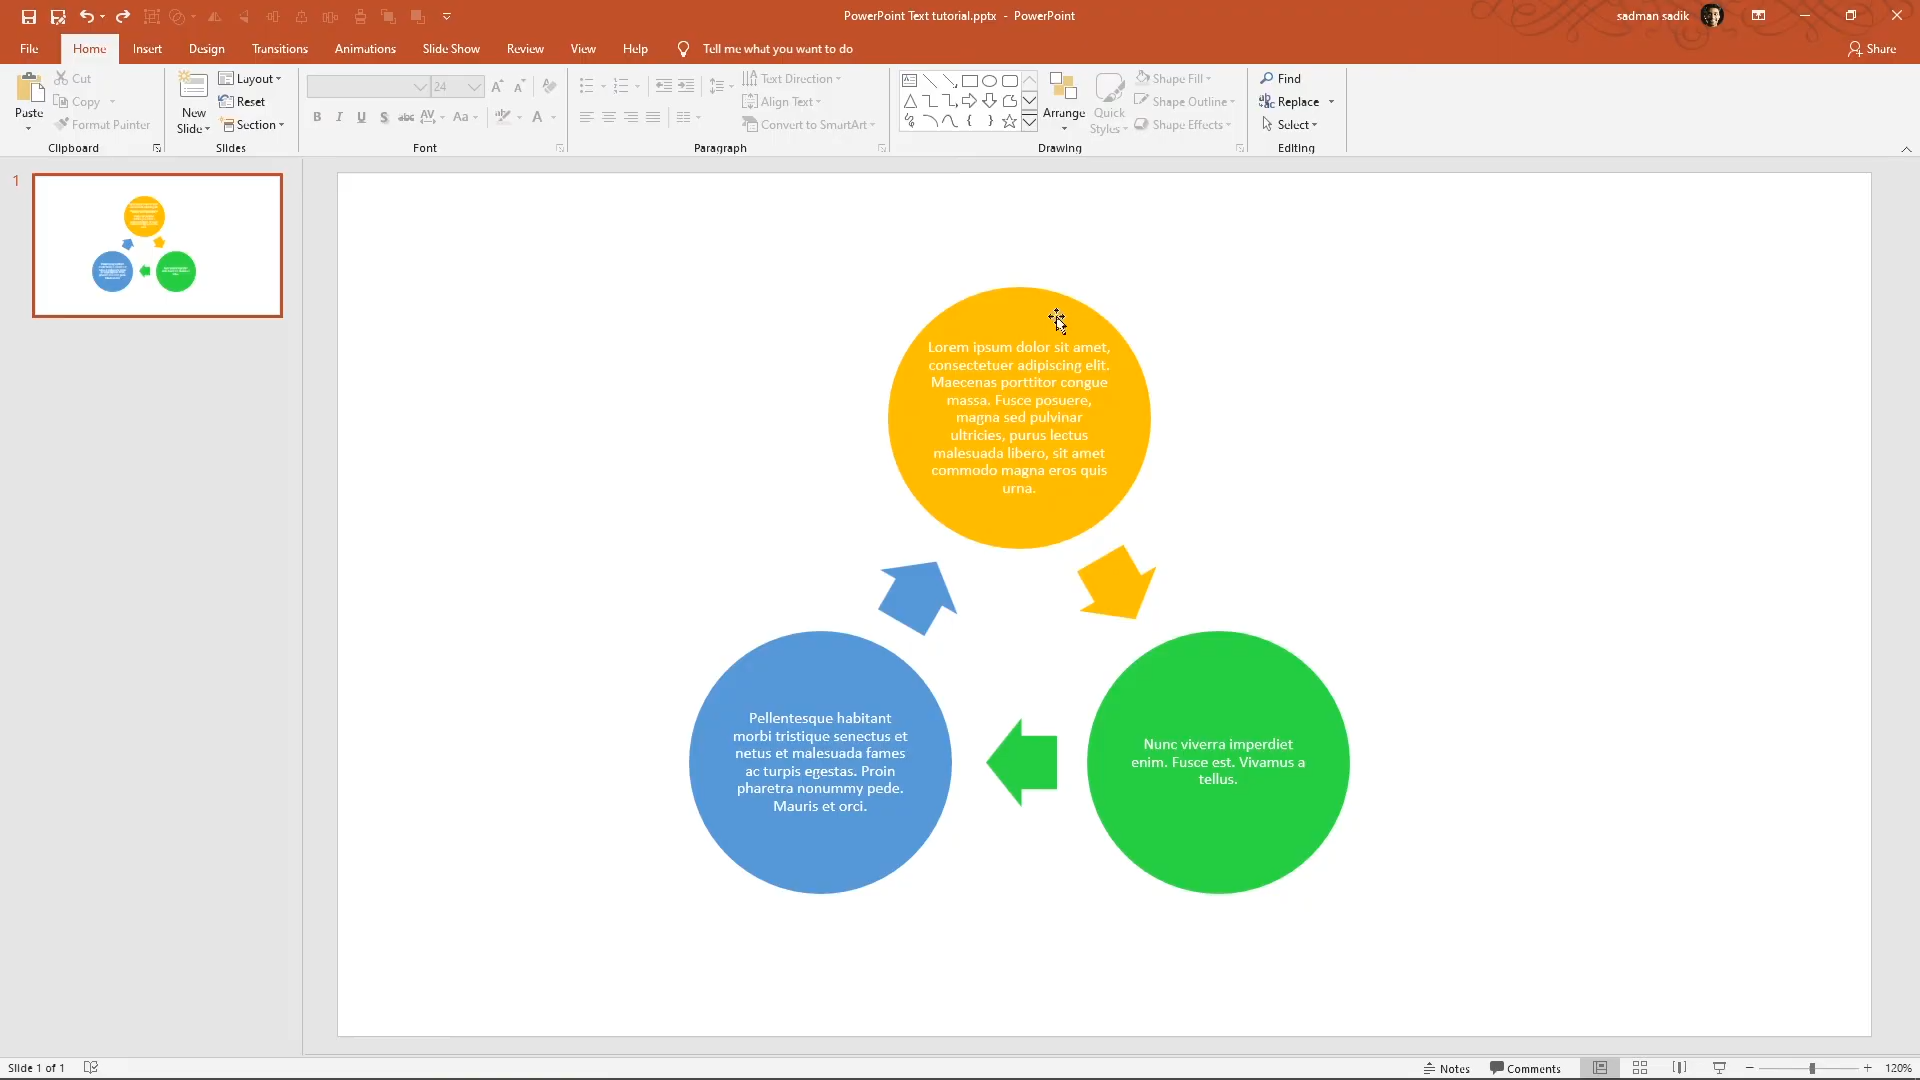 PowerPoint Text tutorial.pptx - PowerPoint
sadman sadik
File Home Insert Design Transitions Animations Slide Show Review View Help Tell me what you want to do
Share
Paste
Cut
Copy
Format Painter
Clipboard
New Slide
Layout
Reset
Section
Slides
24
B I U S abc AV Aa A
Font
Text Direction
Align Text
Convert to SmartArt
Paragraph
Arrange
Quick Styles
Shape Fill
Shape Outline
Shape Effects
Drawing
Find
Replace
Select
Editing
1
Lorem ipsum dolor sit amet,
consectetuer adipiscing elit.
Maecenas porttitor congue
massa. Fusce posuere,
magna sed pulvinar
ultricies, purus lectus
malesuada libero, sit amet
commodo magna eros quis
urna.
Pellentesque habitant
morbi tristique senectus et
netus et malesuada fames
ac turpis egestas. Proin
pharetra nonummy pede.
Mauris et orci.
Nunc viverra imperdiet
enim. Fusce est. Vivamus a
tellus.
Slide 1 of 1
Notes
Comments
120%